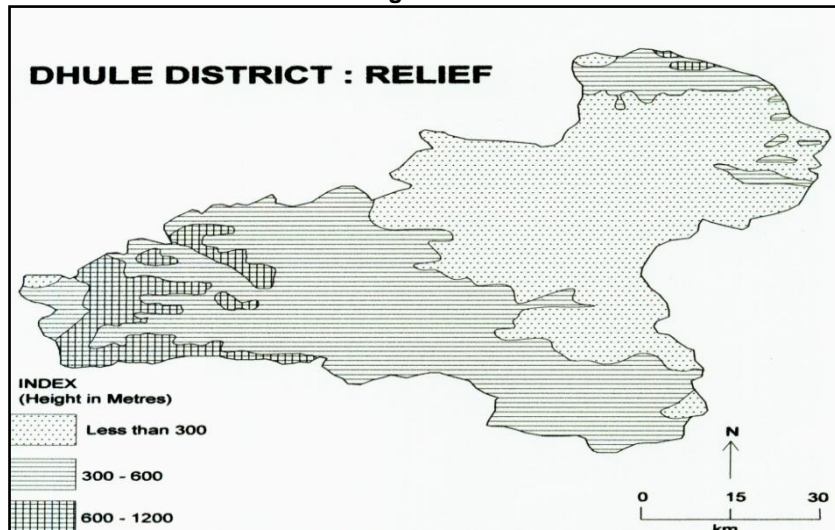 DHULE DISTRICT : RELIEF
INDEX
(Height in Metres)
Less than 300
300 - 600
600 - 1200
N
0 15 30
km